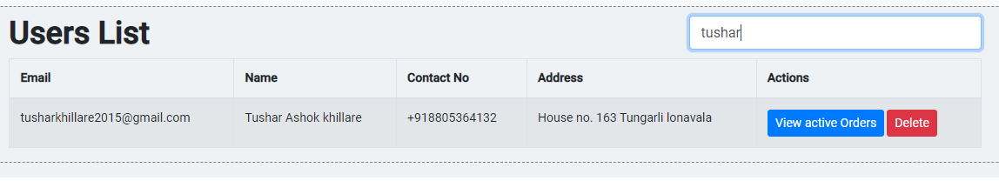 Users List
tushar
Email Name Contact No Address Actions
tusharkhillare2015@gmail.com Tushar Ashok khillare +918805364132 House no. 163 Tungarli lonavala View active Orders Delete